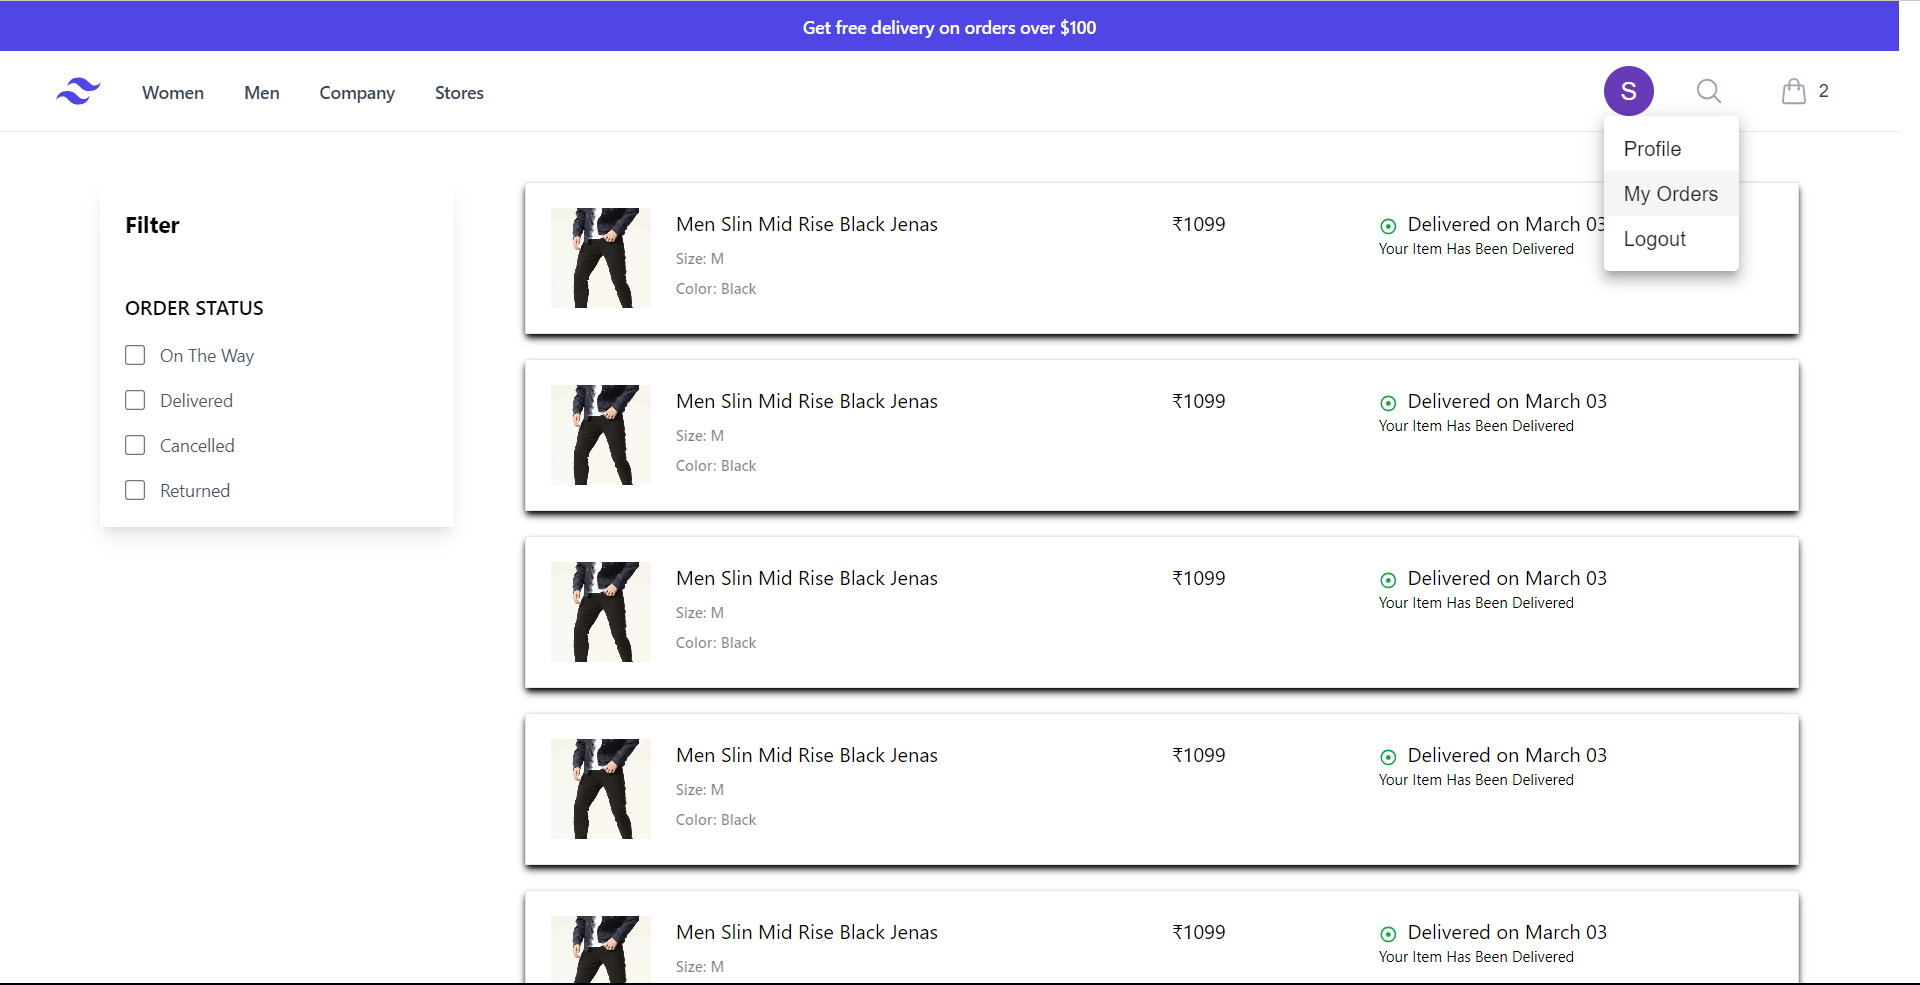 Get free delivery on orders over $100
Women Men Company Stores S 2
Profile
My Orders
Logout
Filter
ORDER STATUS
On The Way
Delivered
Cancelled
Returned
Men Slin Mid Rise Black Jenas ₹1099 Delivered on March 03
Your Item Has Been Delivered
Size: M
Color: Black
Men Slin Mid Rise Black Jenas ₹1099 Delivered on March 03
Your Item Has Been Delivered
Size: M
Color: Black
Men Slin Mid Rise Black Jenas ₹1099 Delivered on March 03
Your Item Has Been Delivered
Size: M
Color: Black
Men Slin Mid Rise Black Jenas ₹1099 Delivered on March 03
Your Item Has Been Delivered
Size: M
Color: Black
Men Slin Mid Rise Black Jenas ₹1099 Delivered on March 03
Your Item Has Been Delivered
Size: M